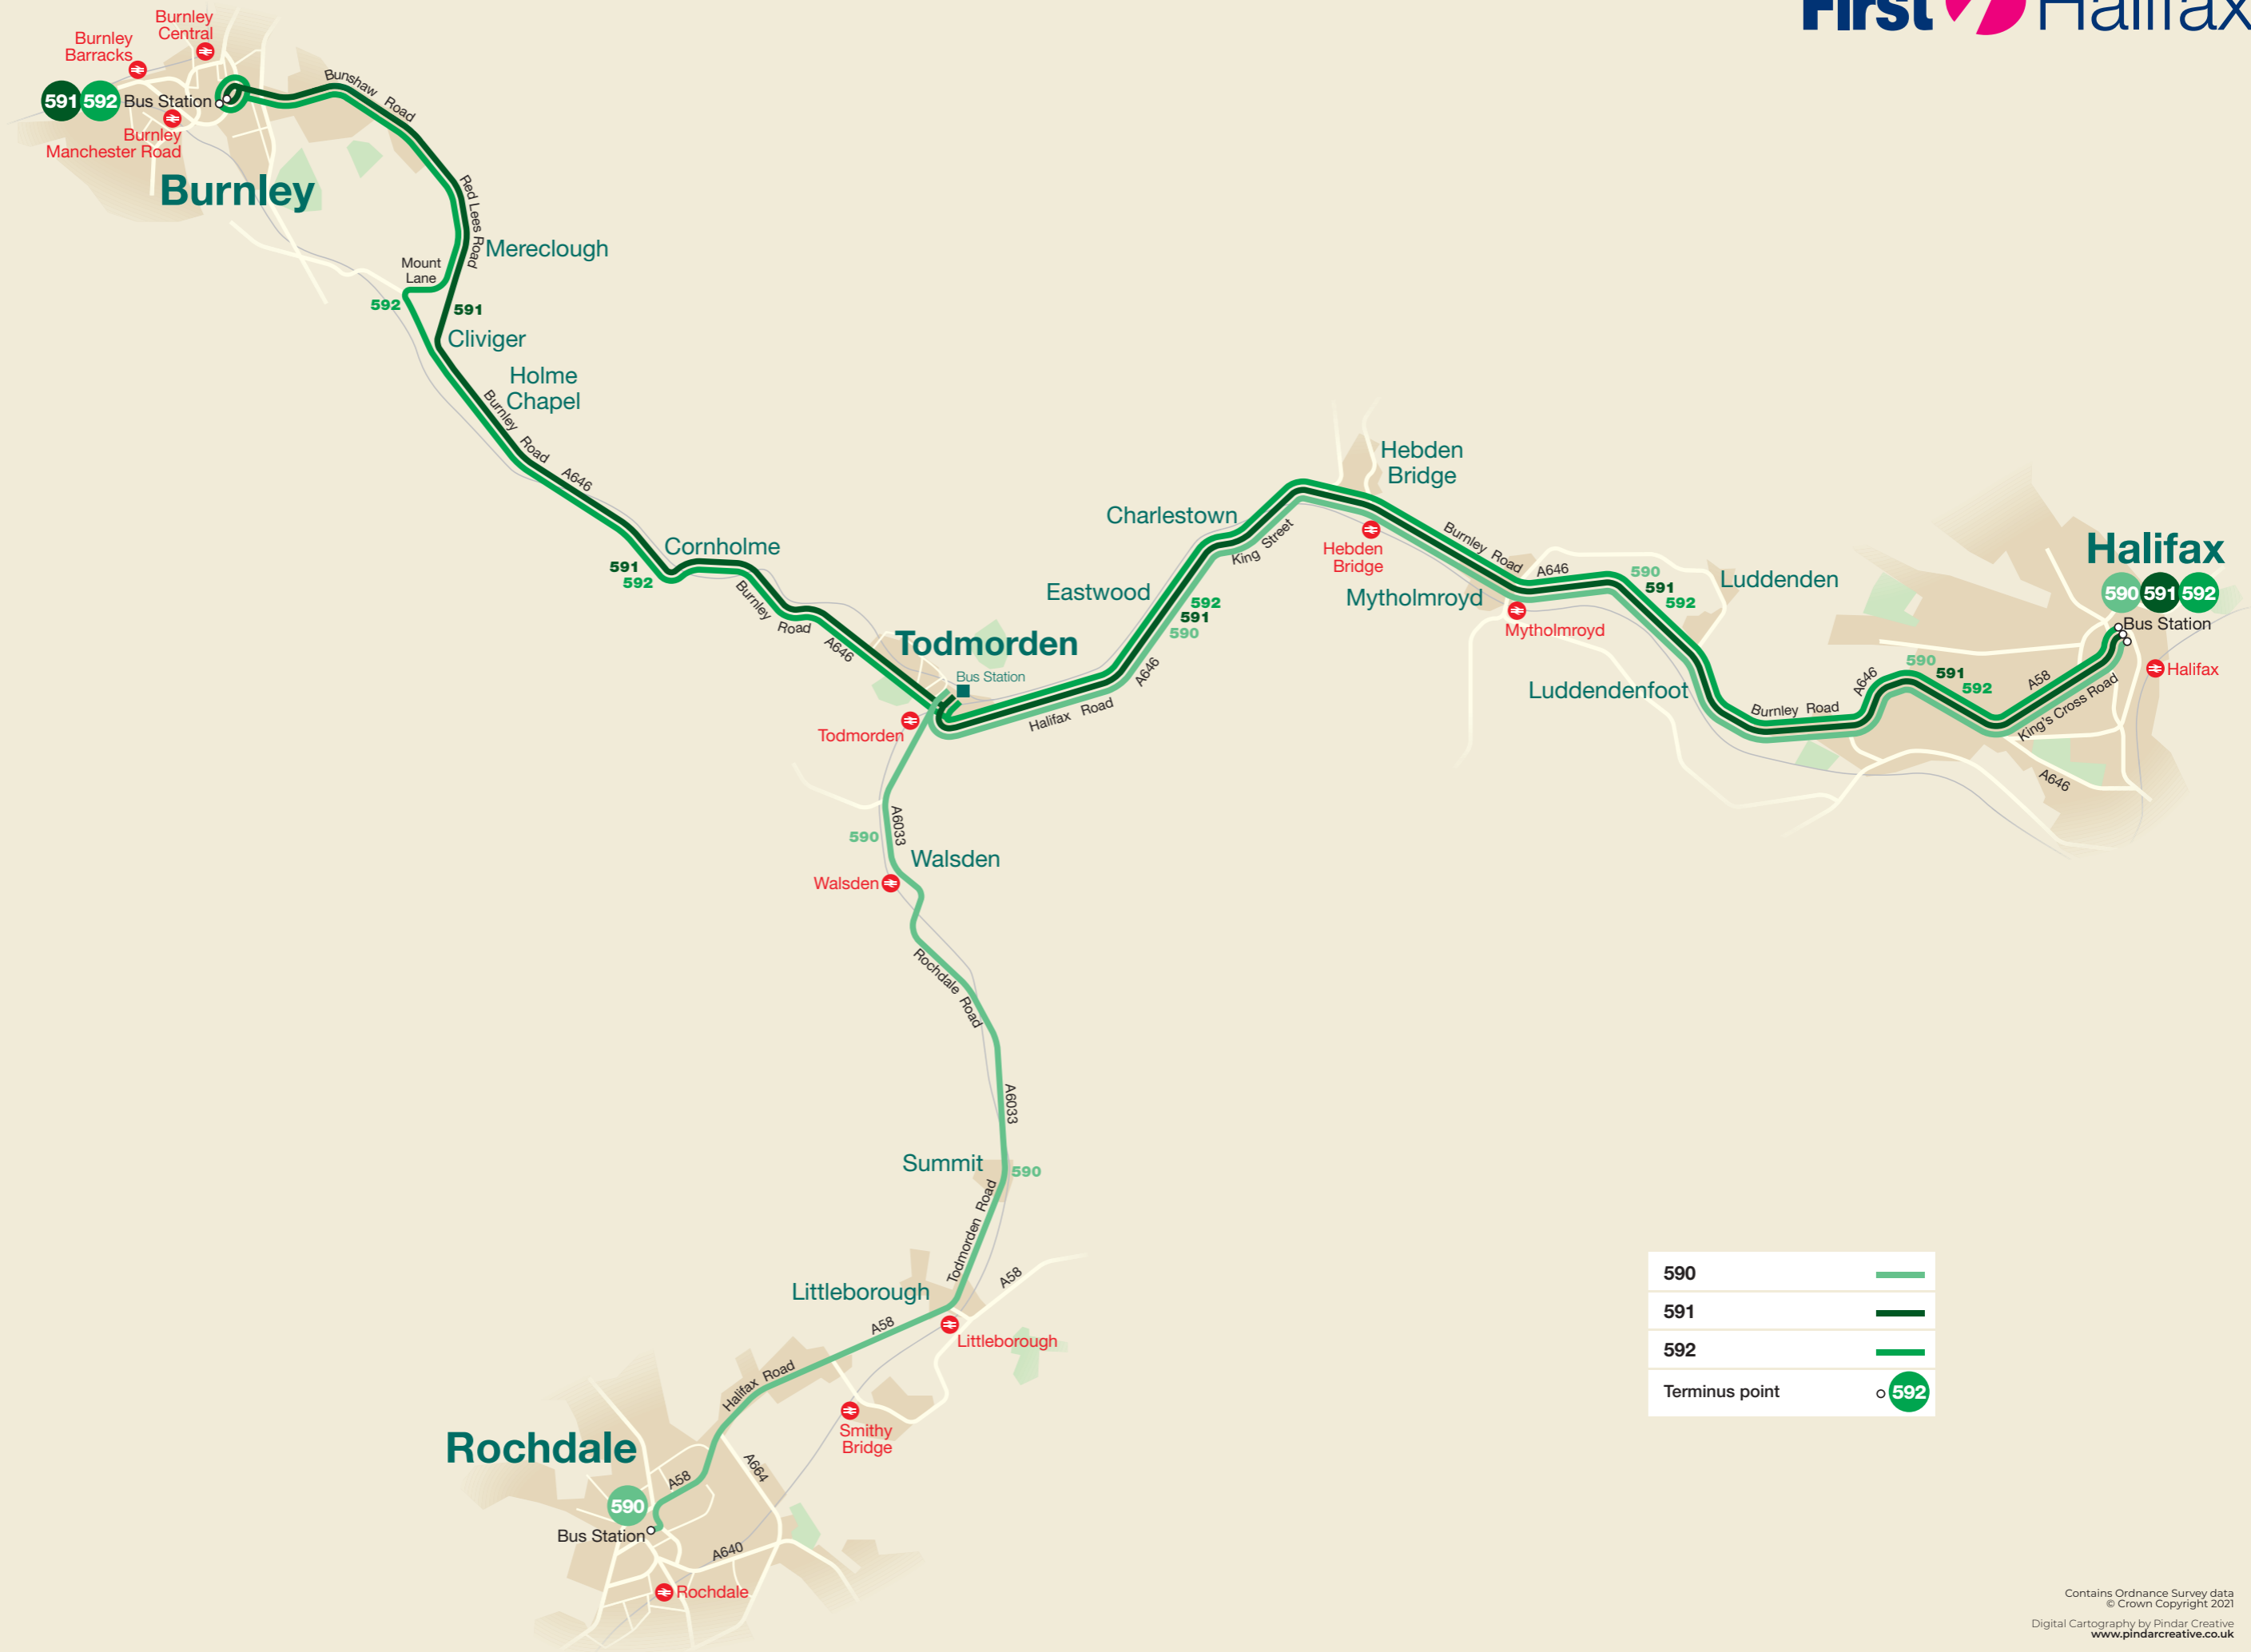 First Halifax
Burnley
Central
Burnley
Barracks
591 592 Bus Station
Burnley
Manchester Road
Burnley
Bunshaw Road
Red Lees Road
Mereclough
Mount
Lane
592
591
Cliviger
Holme
Chapel
Burnley Road
A646
Cornholme
591
592
Burnley
Road
A646
Todmorden
Bus Station
Todmorden
Halifax Road
A646
Eastwood
592
591
590
Charlestown
King Street
Hebden
Bridge
Hebden
Bridge
Burnley Road
A646
Mytholmroyd
Mytholmroyd
590
591
592
Luddenden
Luddendenfoot
Burnley Road
A646
590
591
592
A58
King's Cross Road
A646
Halifax
590 591 592
Bus Station
Halifax
A6033
590
Walsden
Walsden
Rochdale Road
A6033
Summit
590
Todmorden Road
Littleborough
A58
A58
Littleborough
Halifax Road
Smithy
Bridge
Rochdale
A664
A58
590
Bus Station
A640
Rochdale
590
591
592
Terminus point 592
Contains Ordnance Survey data
© Crown Copyright 2021
Digital Cartography by Pindar Creative
www.pindarcreative.co.uk